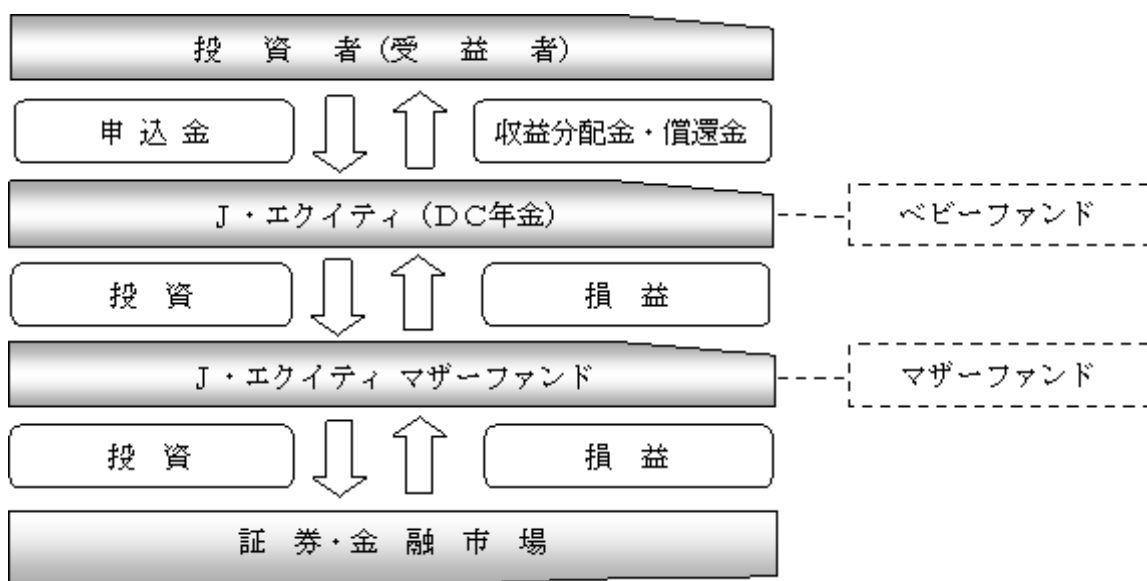 投資者(受益者)
申込金
収益分配金・償還金
J・エクイティ(DC年金)
ベビーファンド
投資
損益
J・エクイティ マザーファンド
マザーファンド
投資
損益
証券・金融市場